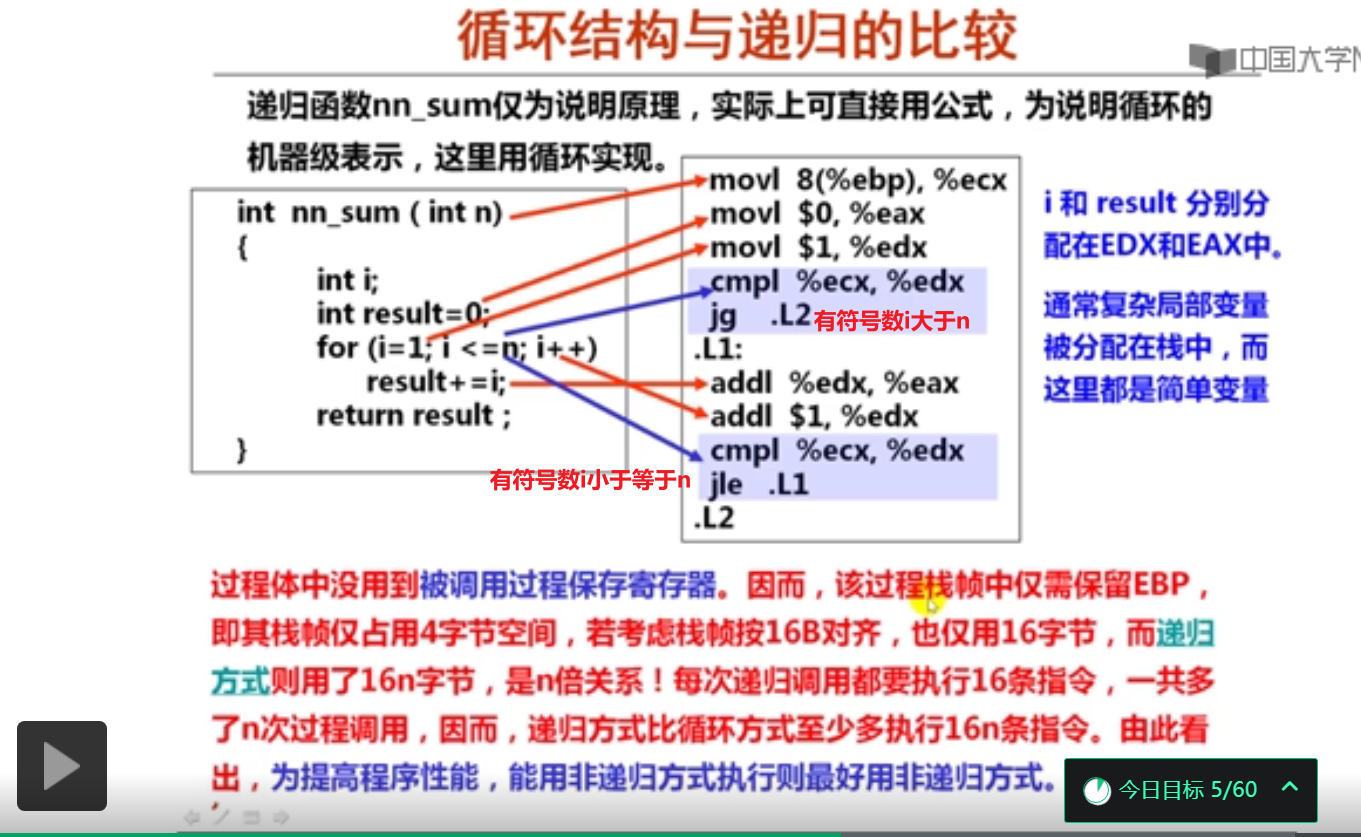 循环结构与递归的比较
中国大学
递归函数nn_sum仅为说明原理，实际上可直接用公式，为说明循环的
机器级表示，这里用循环实现。
int nn_sum ( int n)
{
int i;
int result=0;
for (i=1; i <=n; i++)
result+=i;
return result ;
}
有符号数i小于等于n
movl 8(%ebp), %ecx
movl $0, %eax
movl $1, %edx
cmpl %ecx, %edx
jg .L2 有符号数i大于n
.L1:
addl %edx, %eax
addl $1, %edx
cmpl %ecx, %edx
jle .L1
.L2
i 和 result 分别分
配在EDX和EAX中。
通常复杂局部变量
被分配在栈中，而
这里都是简单变量
过程体中没用到被调用过程保存寄存器。因而，该过程栈帧中仅需保留EBP，
即其栈帧仅占用4字节空间，若考虑栈帧按16B对齐，也仅用16字节，而递归
方式则用了16n字节，是n倍关系！每次递归调用都要执行16条指令，一共多
了n次过程调用，因而，递归方式比循环方式至少多执行16n条指令。由此看
出，为提高程序性能，能用非递归方式执行则最好用非递归方式。
今日目标 5/60